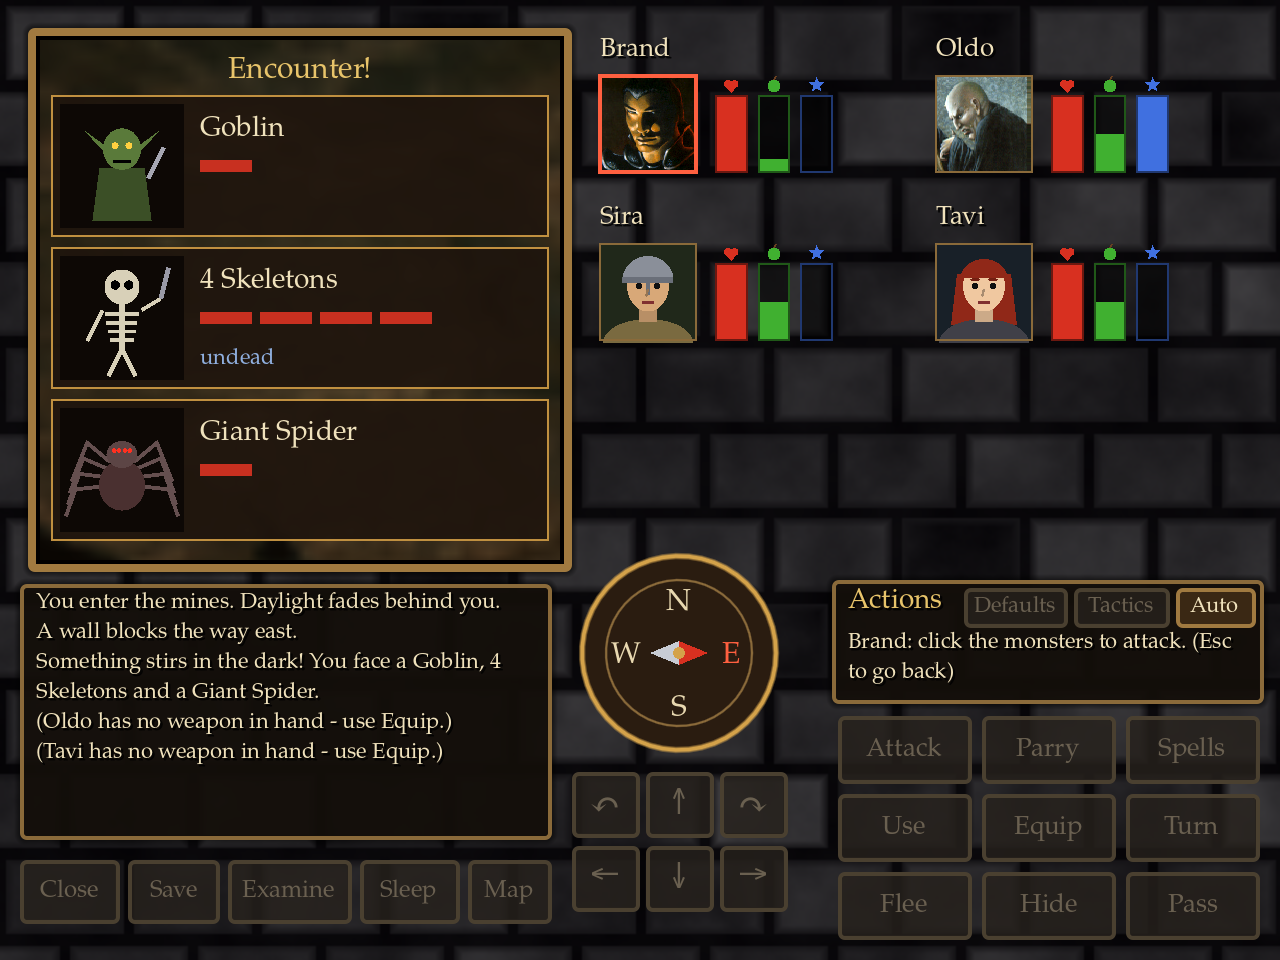 Encounter!
Goblin
4 Skeletons
undead
Giant Spider
Brand
Oldo
Sira
Tavi
You enter the mines. Daylight fades behind you.
A wall blocks the way east.
Something stirs in the dark! You face a Goblin, 4
Skeletons and a Giant Spider.
(Oldo has no weapon in hand - use Equip.)
(Tavi has no weapon in hand - use Equip.)
N
W
E
S
Actions
Defaults
Tactics
Auto
Brand: click the monsters to attack. (Esc
to go back)
Attack
Parry
Spells
Use
Equip
Turn
Flee
Hide
Pass
Close
Save
Examine
Sleep
Map